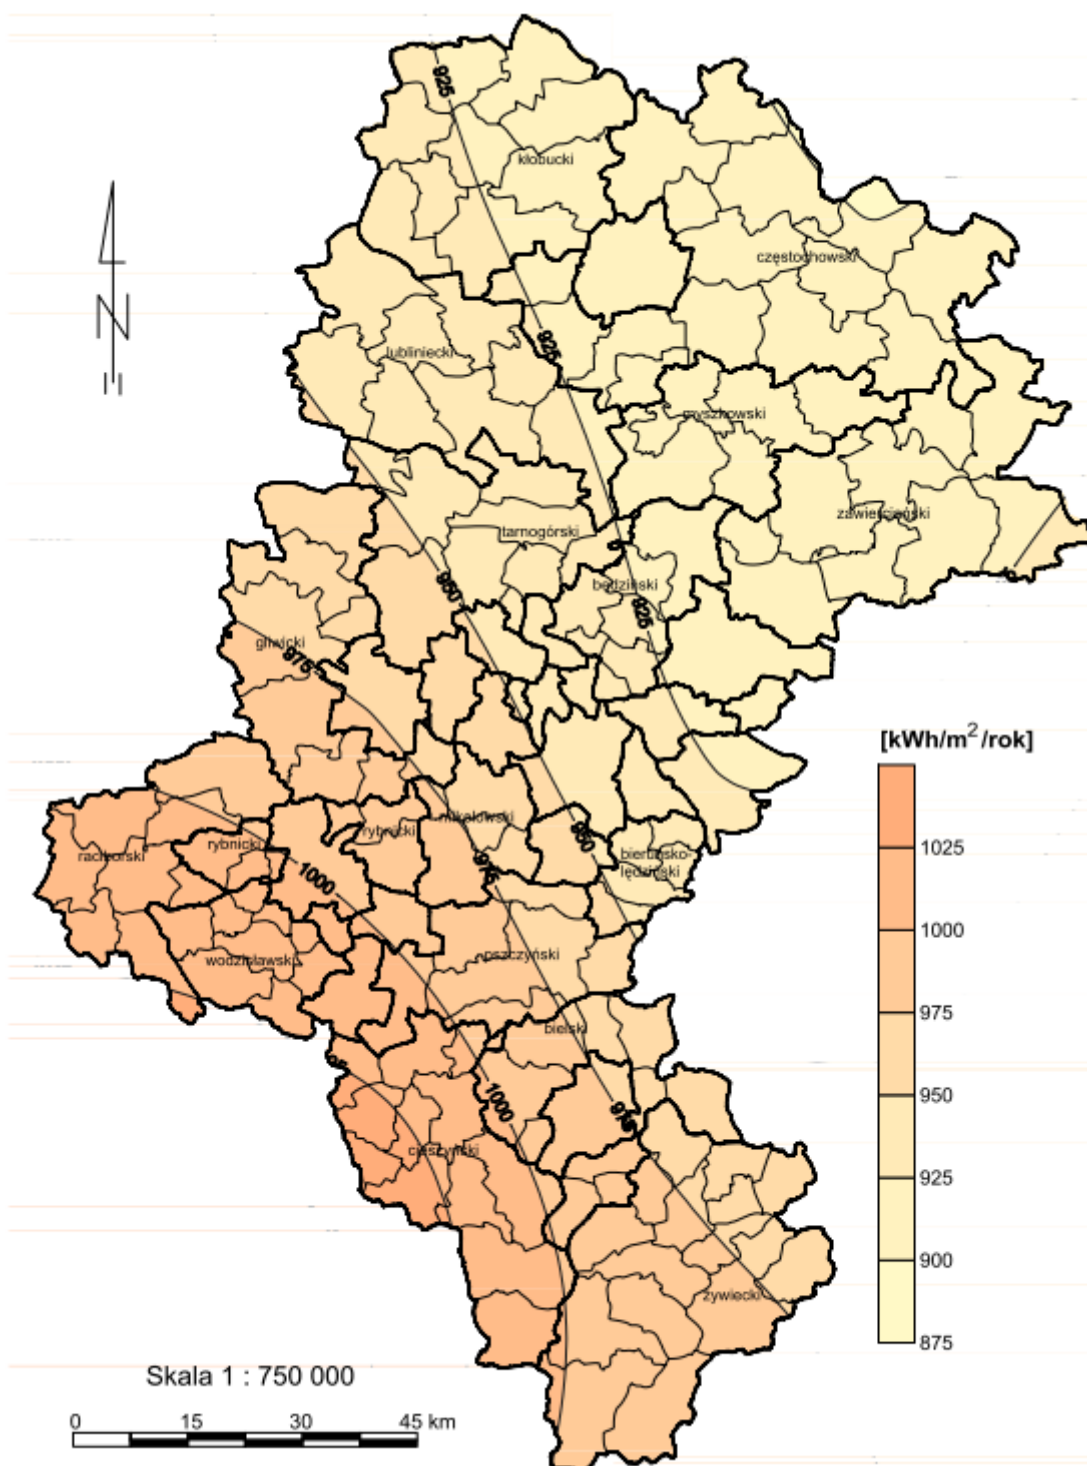 925
kłobucki
częstochowski
N
lubliniecki
925
myszkowski
zawierciański
tarnogórski
950
będziński
925
gliwicki
975
[kWh/m²/rok]
1025
1000
975
950
925
900
875
mikołowski
rybnicki
rybnicki
raciborski
1000
975
950
bieruńsko-
lędziński
wodzisławski
pszczyński
bielski
1000
975
cieszyński
żywiecki
Skala 1 : 750 000
0 15 30 45 km